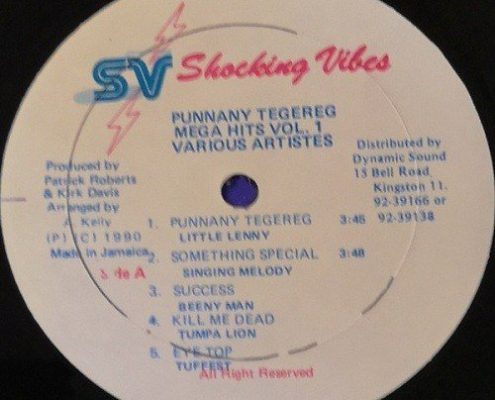 SV Shocking Vibes
PUNNANY TEGEREG
MEGA HITS VOL. 1
VARIOUS ARTISTES
Produced by
Patrick Roberts
& Kirk Davis
Arranged by
A Kelly
(P) (C) 1990
Made in Jamaica
Side A
Distributed by
Dynamic Sound
15 Bell Road,
Kingston 11.
92-39166 or
92-39138
1. PUNNANY TEGEREG 3:45
LITTLE LENNY
2. SOMETHING SPECIAL 3:48
SINGING MELODY
3. SUCCESS
BEENY MAN
4. KILL ME DEAD
TUMPA LION
5. EYE TOP
TUFFEST
All Right Reserved